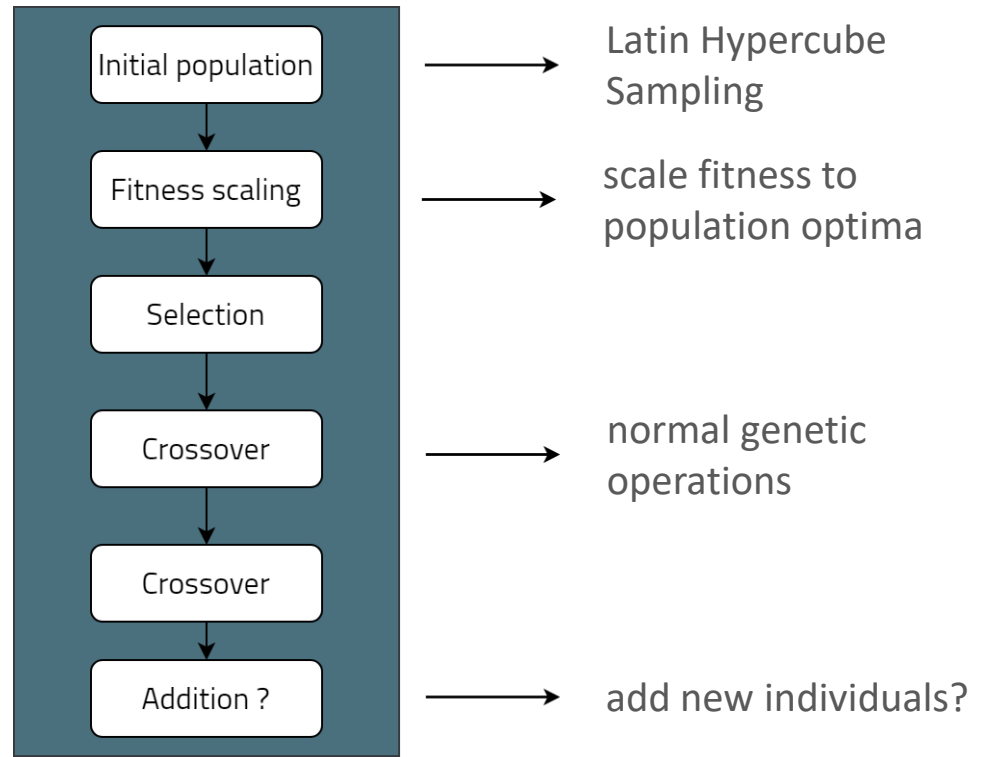 Initial population
Latin Hypercube
Sampling
Fitness scaling
scale fitness to
population optima
Selection
Crossover
normal genetic
operations
Crossover
Addition ?
add new individuals?